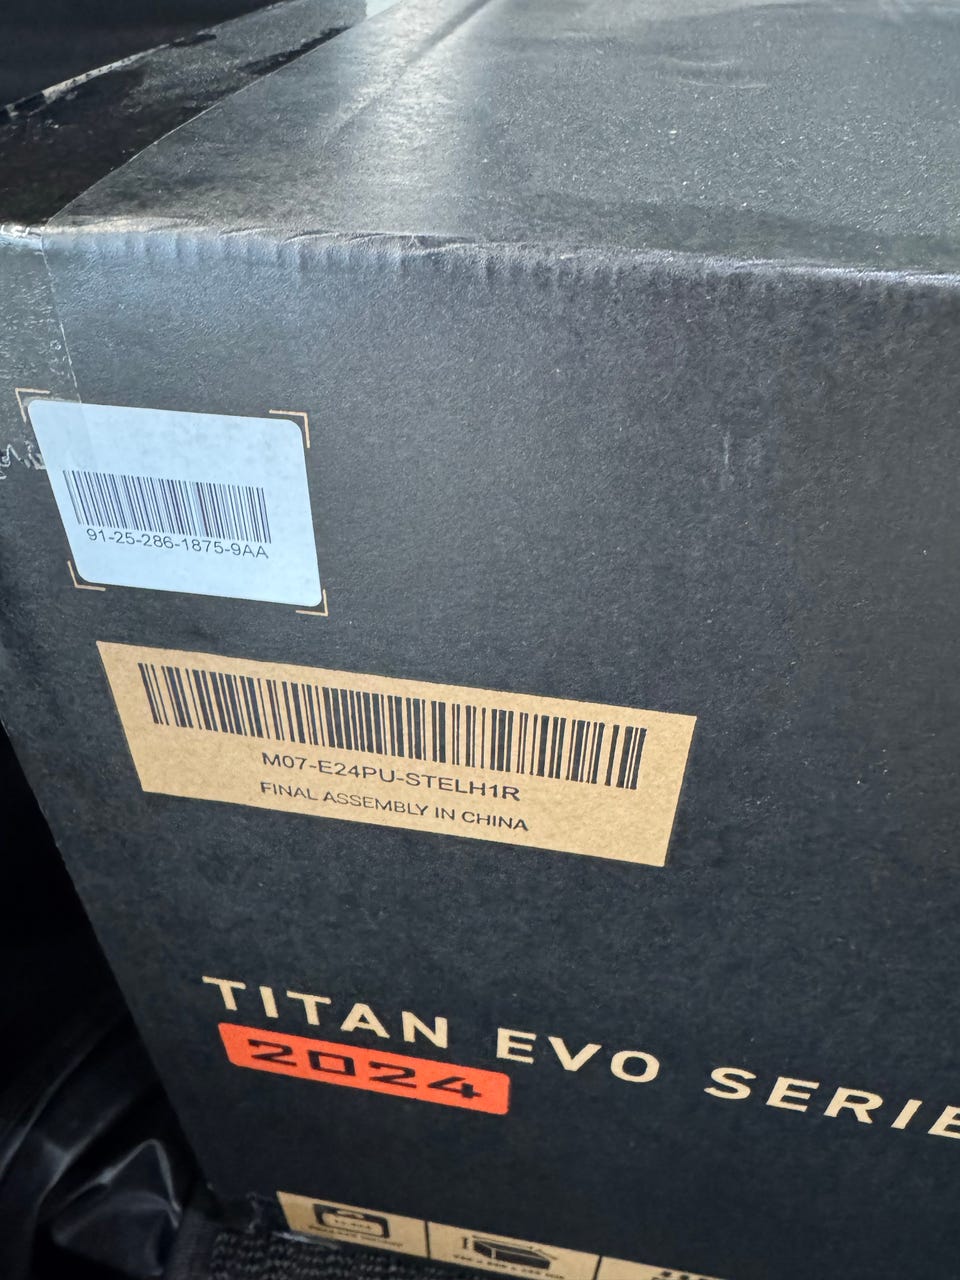 91-25-286-1875-9AA
M07-E24PU-STELH1R
FINAL ASSEMBLY IN CHINA
TITAN EVO SERIE
2024